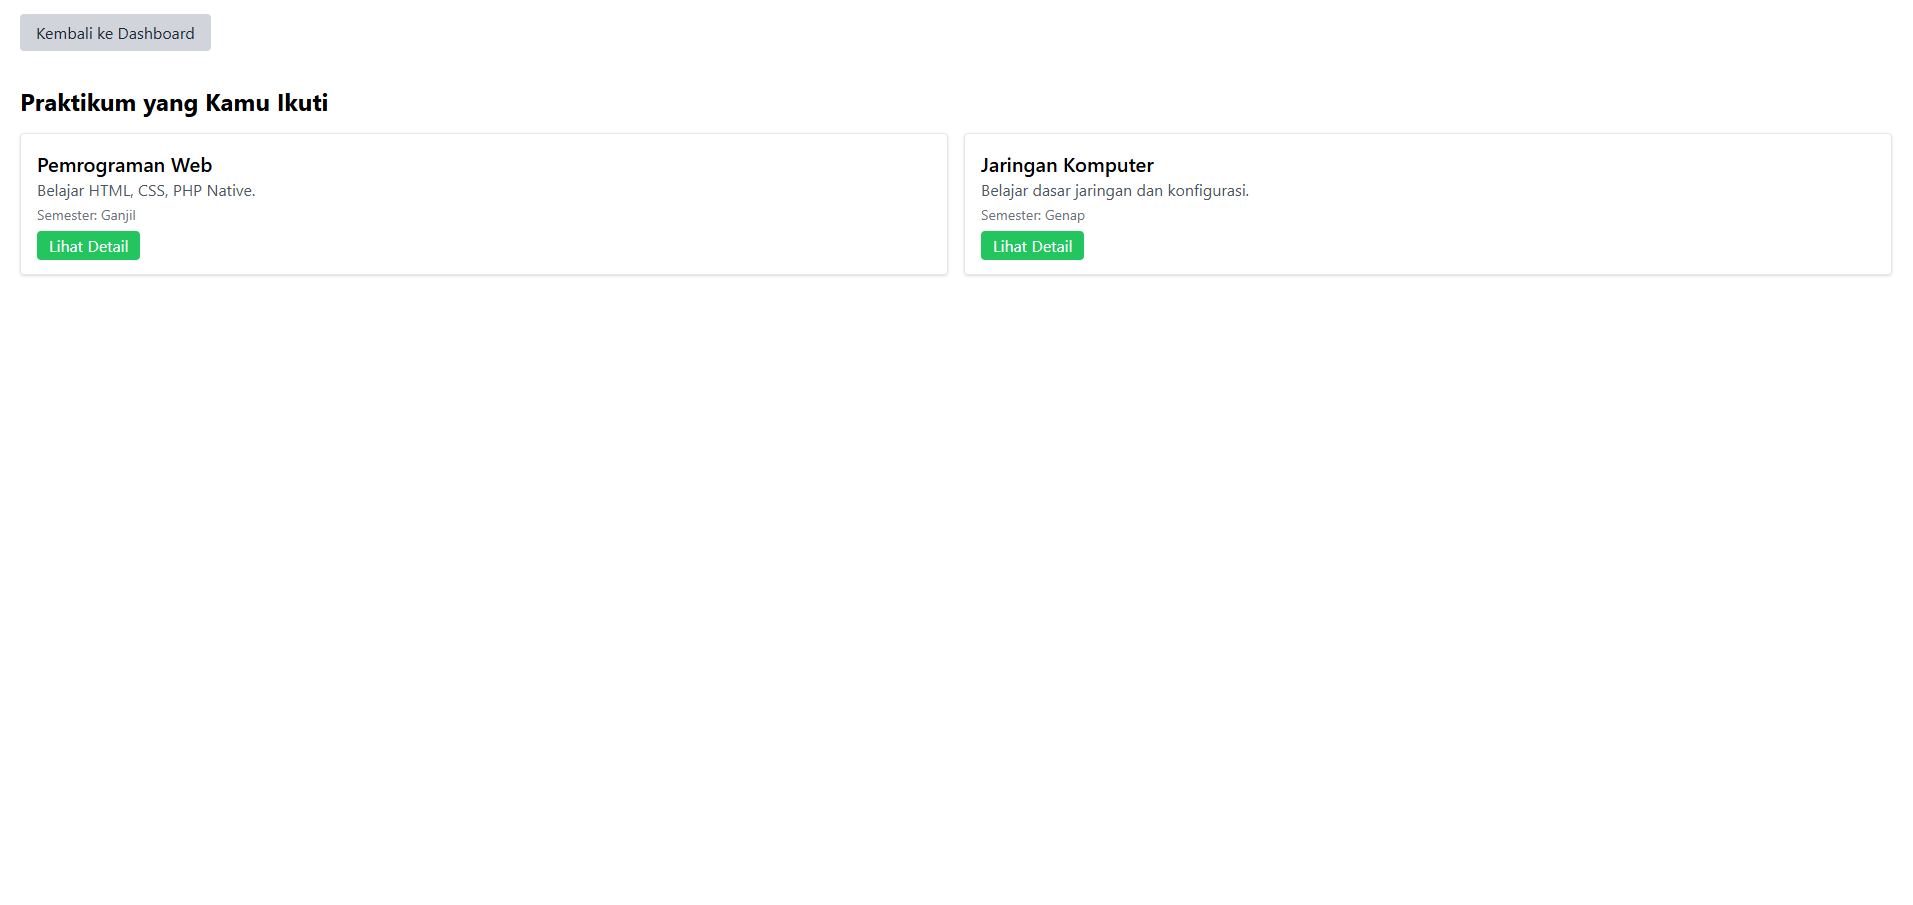 Kembali ke Dashboard
Praktikum yang Kamu Ikuti
Pemrograman Web
Belajar HTML, CSS, PHP Native.
Semester: Ganjil
Lihat Detail
Jaringan Komputer
Belajar dasar jaringan dan konfigurasi.
Semester: Genap
Lihat Detail